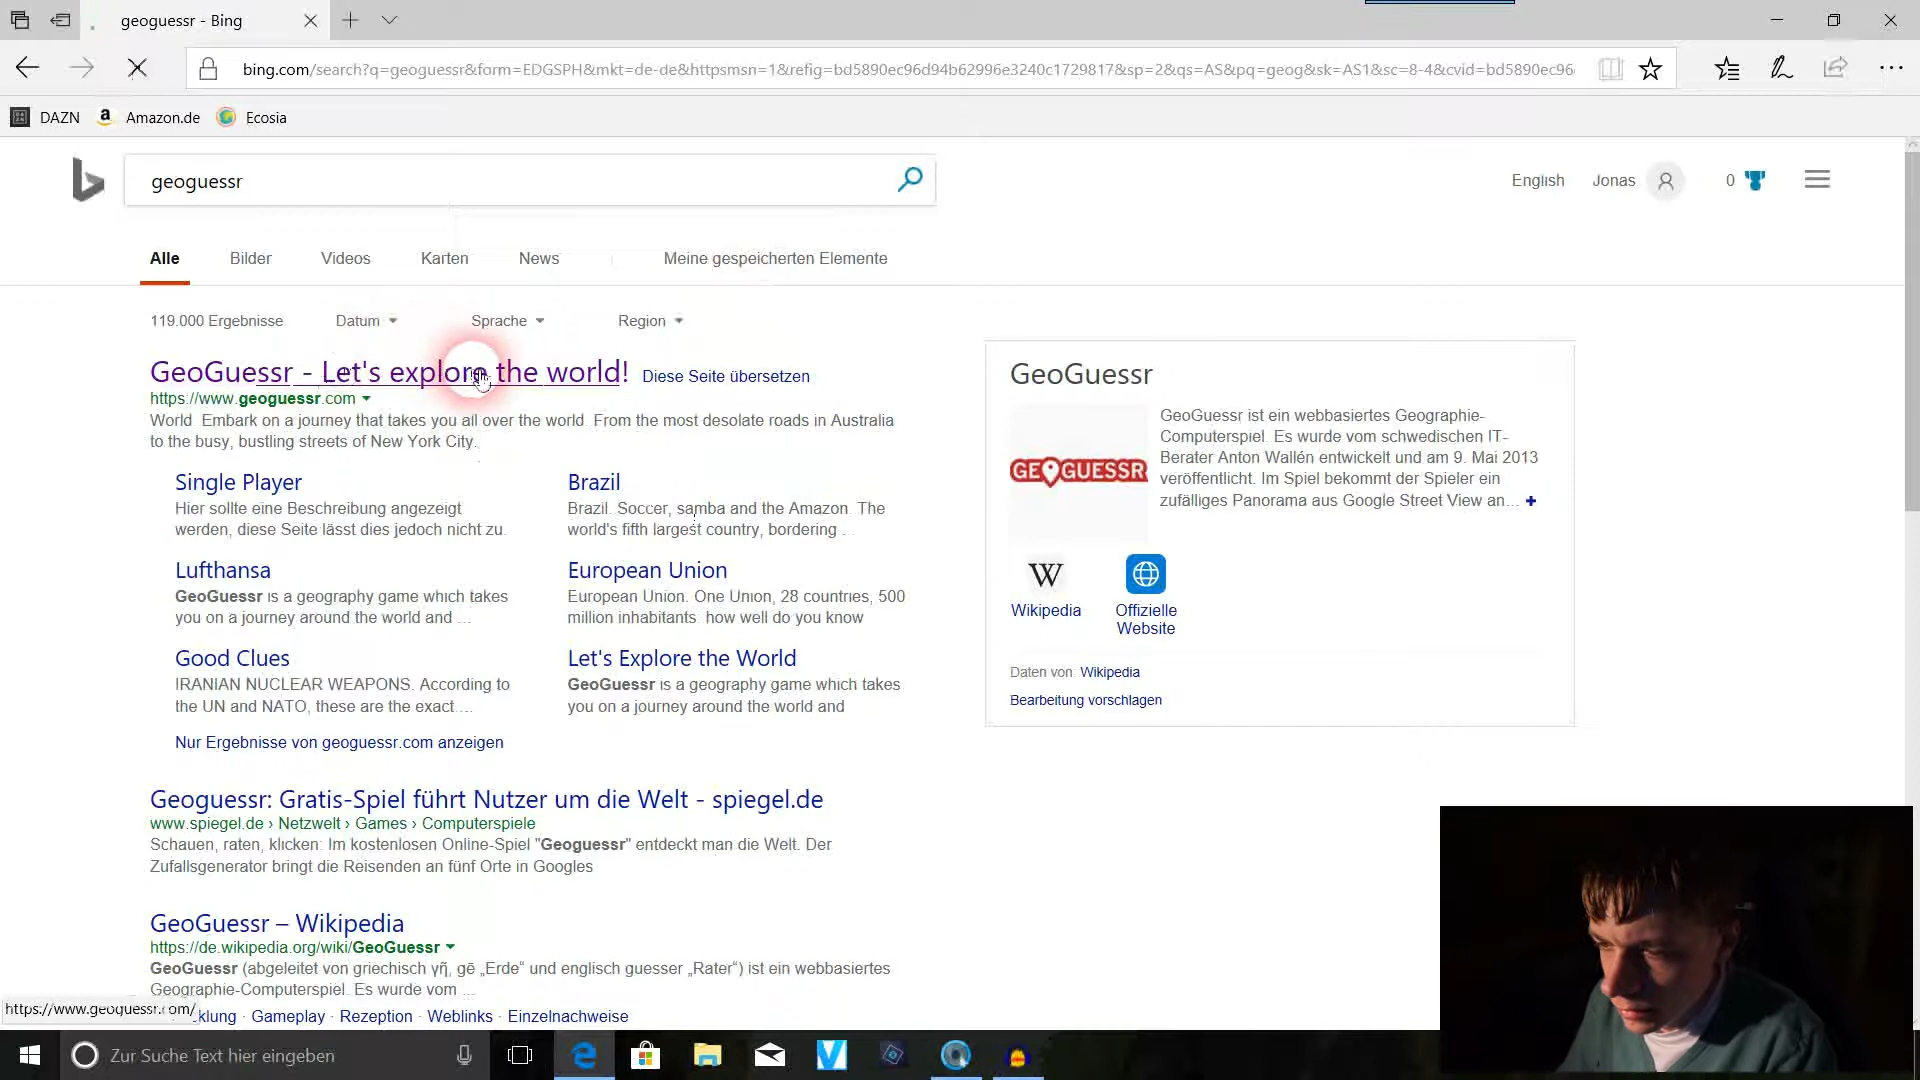 geoguessr - Bing
bing.com/search?q=geoguessr&form=EDGSPH&mkt=de-de&httpsmsn=1&refig=bd5890ec96d94b62996e3240c1729817&sp=2&qs=AS&pq=geog&sk=AS1&sc=8-4&cvid=bd5890ec96
DAZN Amazon.de Ecosia
geoguessr
English Jonas 0
Alle Bilder Videos Karten News Meine gespeicherten Elemente
119.000 Ergebnisse Datum Sprache Region
GeoGuessr - Let's explore the world! Diese Seite übersetzen
https://www.geoguessr.com
World Embark on a journey that takes you all over the world From the most desolate roads in Australia
to the busy, bustling streets of New York City.
Single Player
Hier sollte eine Beschreibung angezeigt
werden, diese Seite lässt dies jedoch nicht zu.
Brazil
Brazil. Soccer, samba and the Amazon. The
world's fifth largest country, bordering ...
Lufthansa
GeoGuessr is a geography game which takes
you on a journey around the world and ...
European Union
European Union. One Union, 28 countries, 500
million inhabitants how well do you know
Good Clues
IRANIAN NUCLEAR WEAPONS. According to
the UN and NATO, these are the exact ...
Let's Explore the World
GeoGuessr is a geography game which takes
you on a journey around the world and
Nur Ergebnisse von geoguessr.com anzeigen
Geoguessr: Gratis-Spiel führt Nutzer um die Welt - spiegel.de
www.spiegel.de › Netzwelt › Games › Computerspiele
Schauen, raten, klicken: Im kostenlosen Online-Spiel "Geoguessr" entdeckt man die Welt. Der
Zufallsgenerator bringt die Reisenden an fünf Orte in Googles
GeoGuessr – Wikipedia
https://de.wikipedia.org/wiki/GeoGuessr
GeoGuessr (abgeleitet von griechisch γῆ, gē „Erde“ und englisch guesser „Rater“) ist ein webbasiertes
Geographie-Computerspiel. Es wurde vom ...
klung · Gameplay · Rezeption · Weblinks · Einzelnachweise
https://www.geoguessr.com/
GeoGuessr
GEOGUESSR
GeoGuessr ist ein webbasiertes Geographie-
Computerspiel. Es wurde vom schwedischen IT-
Berater Anton Wallén entwickelt und am 9. Mai 2013
veröffentlicht. Im Spiel bekommt der Spieler ein
zufälliges Panorama aus Google Street View an... +
W
Wikipedia
Offizielle
Website
Daten von: Wikipedia
Bearbeitung vorschlagen
Zur Suche Text hier eingeben